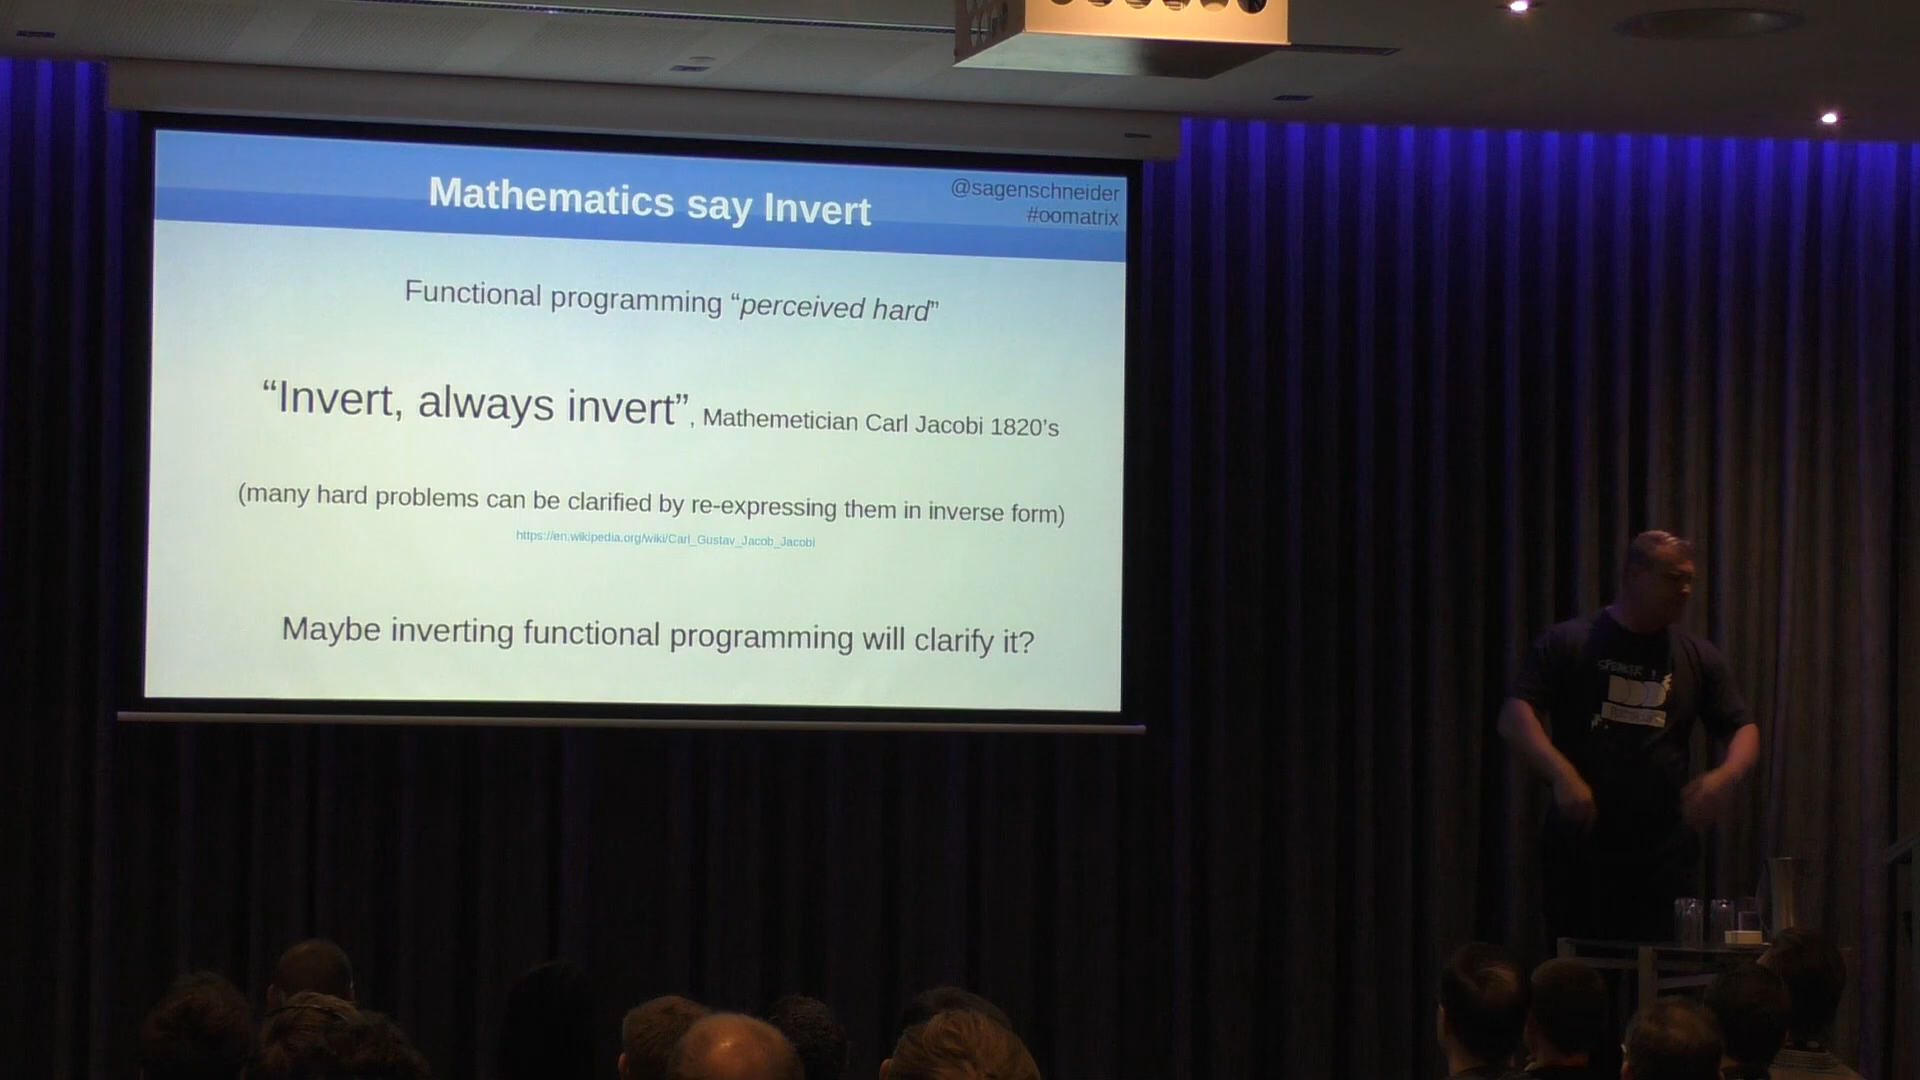 Mathematics say Invert
@sagenschneider
#oomatrix
Functional programming “perceived hard”
“Invert, always invert”, Mathemetician Carl Jacobi 1820’s
(many hard problems can be clarified by re-expressing them in inverse form)
https://en.wikipedia.org/wiki/Carl_Gustav_Jacob_Jacobi
Maybe inverting functional programming will clarify it?
SPEAKER
DDD